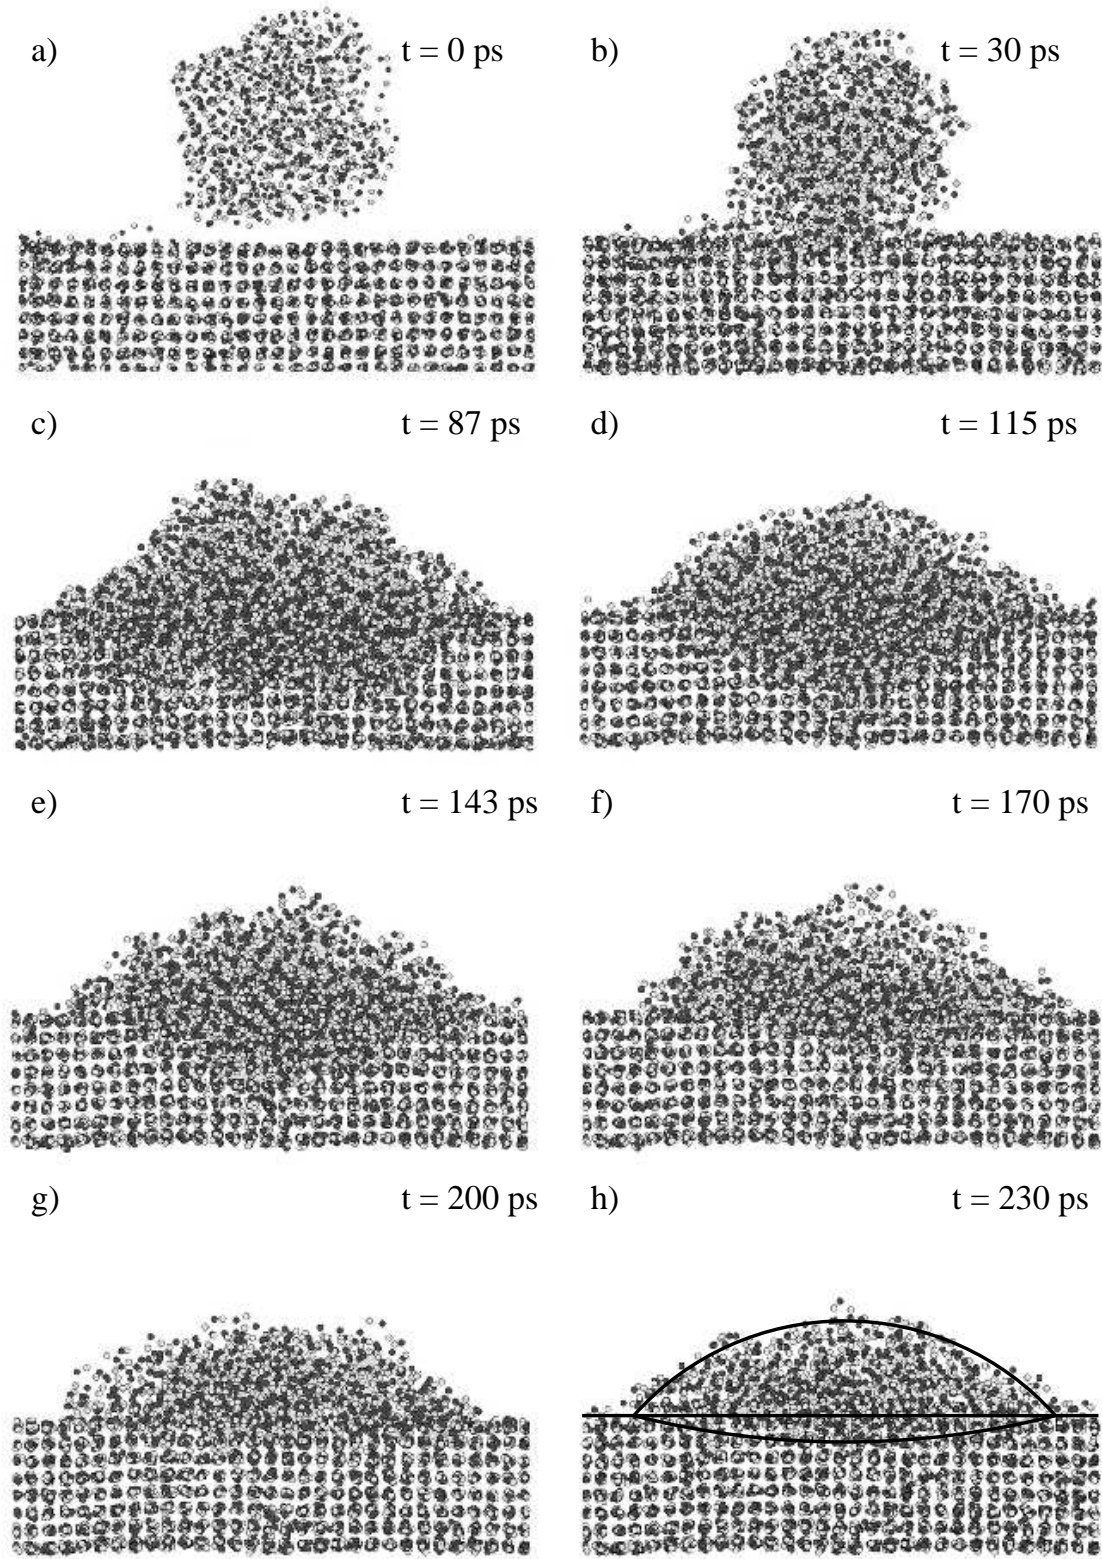 a) t = 0 ps b) t = 30 ps
c) t = 87 ps d) t = 115 ps
e) t = 143 ps f) t = 170 ps
g) t = 200 ps h) t = 230 ps